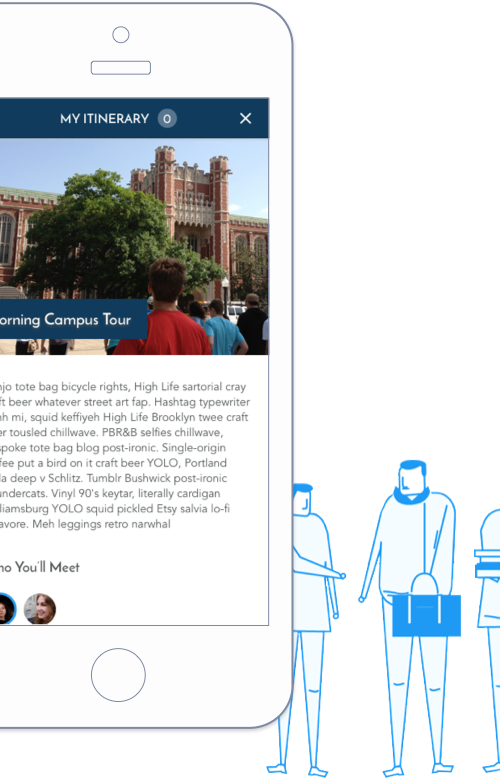 MY ITINERARY 0
orning Campus Tour
njo tote bag bicycle rights, High Life sartorial cray
ft beer whatever street art fap. Hashtag typewriter
nh mi, squid keffiyeh High Life Brooklyn twee craft
er tousled chillwave. PBR&B selfies chillwave,
spoke tote bag blog post-ironic. Single-origin
fee put a bird on it craft beer YOLO, Portland
la deep v Schlitz. Tumblr Bushwick post-ironic
undercats. Vinyl 90's keytar, literally cardigan
lliamsburg YOLO squid pickled Etsy salvia lo-fi
avore. Meh leggings retro narwhal
ho You'll Meet